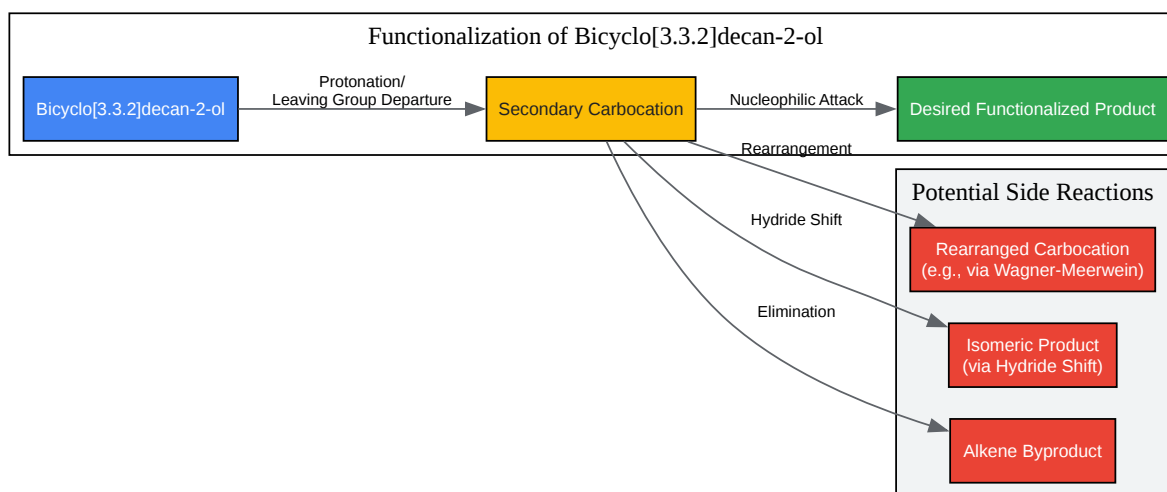 Functionalization of Bicyclo[3.3.2]decan-2-ol
Bicyclo[3.3.2]decan-2-ol
Protonation/
Leaving Group Departure
Secondary Carbocation
Nucleophilic Attack
Desired Functionalized Product
Rearrangement
Potential Side Reactions
Hydride Shift
Rearranged Carbocation
(e.g., via Wagner-Meerwein)
Elimination
Isomeric Product
(via Hydride Shift)
Alkene Byproduct